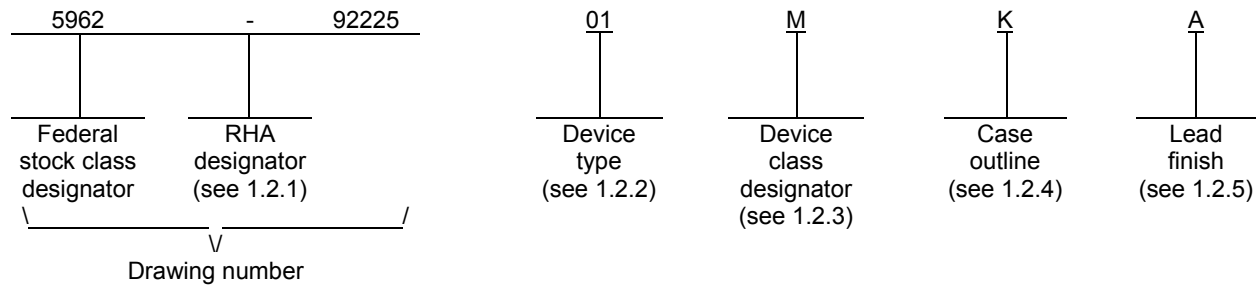 5962 - 92225 01 M K A
Federal stock class designator
RHA designator (see 1.2.1)
Device type (see 1.2.2)
Device class designator (see 1.2.3)
Case outline (see 1.2.4)
Lead finish (see 1.2.5)
\ / \/
Drawing number